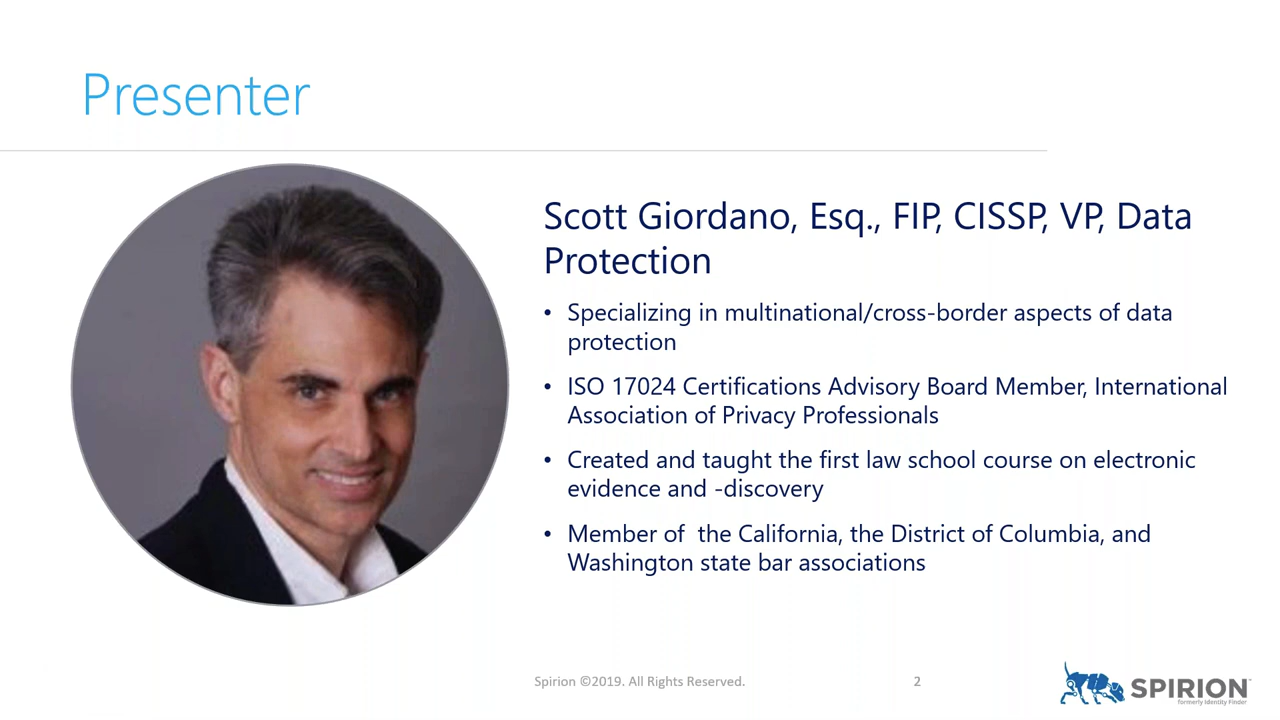 Presenter
Scott Giordano, Esq., FIP, CISSP, VP, Data
Protection
• Specializing in multinational/cross-border aspects of data
protection
• ISO 17024 Certifications Advisory Board Member, International
Association of Privacy Professionals
• Created and taught the first law school course on electronic
evidence and -discovery
• Member of  the California, the District of Columbia, and
Washington state bar associations
Spirion ©2019. All Rights Reserved.
2
SPIRION
formerly Identity Finder